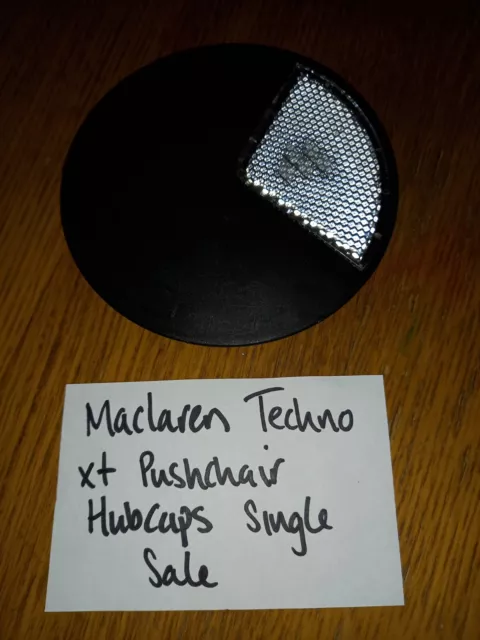 Maclaren Techno
xt Pushchair
Hubcaps Single
Sale